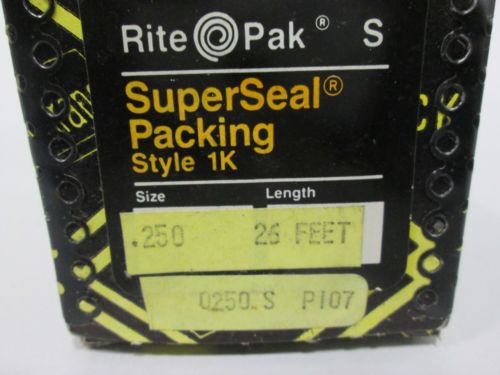 Rite Pak® S
SuperSeal®
Packing
Style 1K
Size Length
.250 26 FEET
0250 S P107